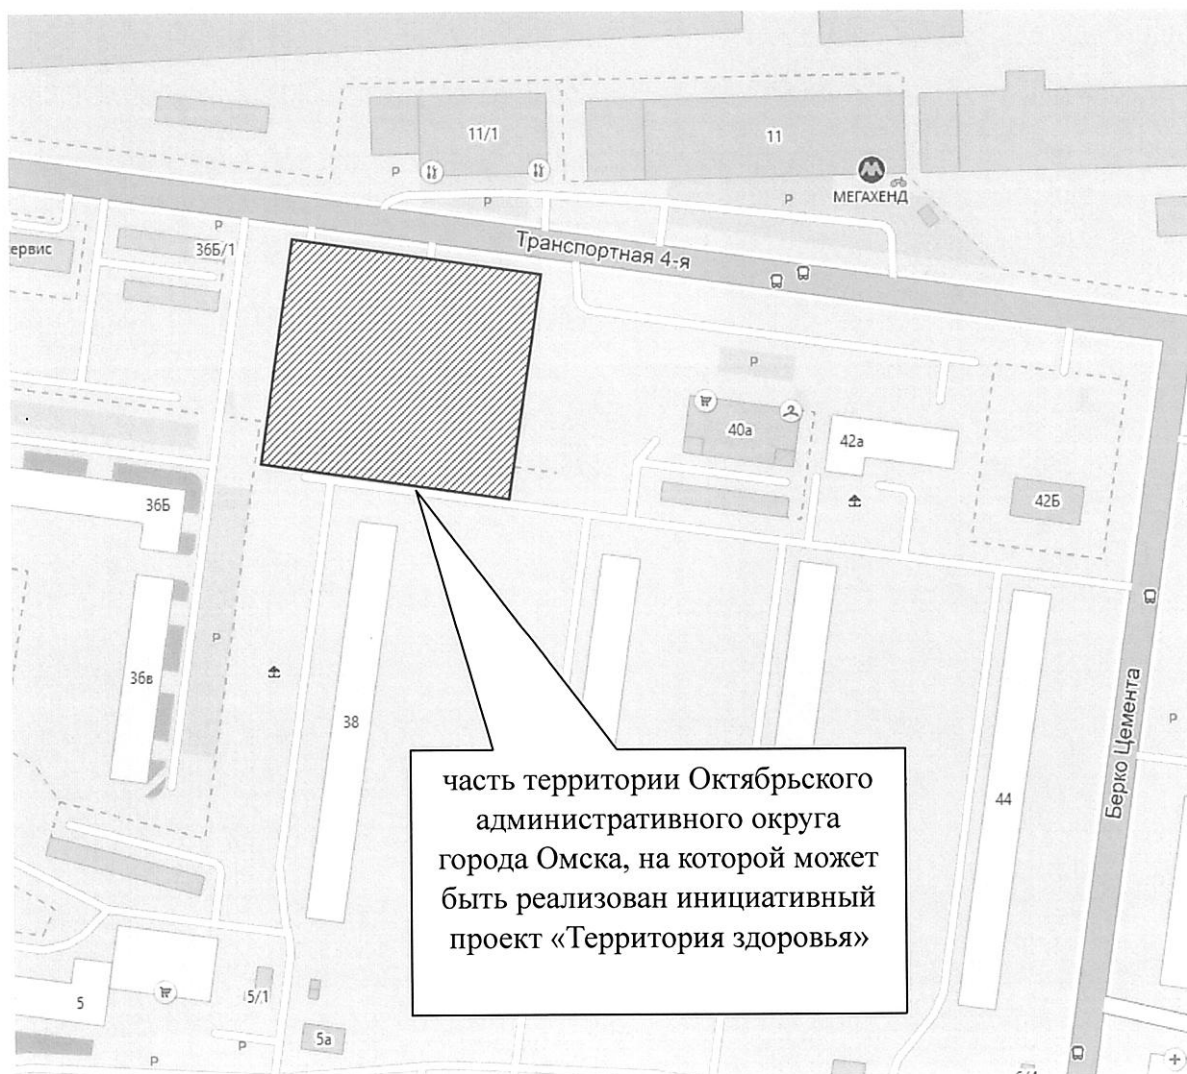 11/1
11
P
МЕГАХЕНД
P
P
P
ервис
36Б/1
Транспортная 4-я
P
40а
42а
42Б
36Б
P
36в
38
P
Берко Цемента
44
часть территории Октябрьского
административного округа
города Омска, на которой может
быть реализован инициативный
проект «Территория здоровья»
5
5/1
5а
P
P